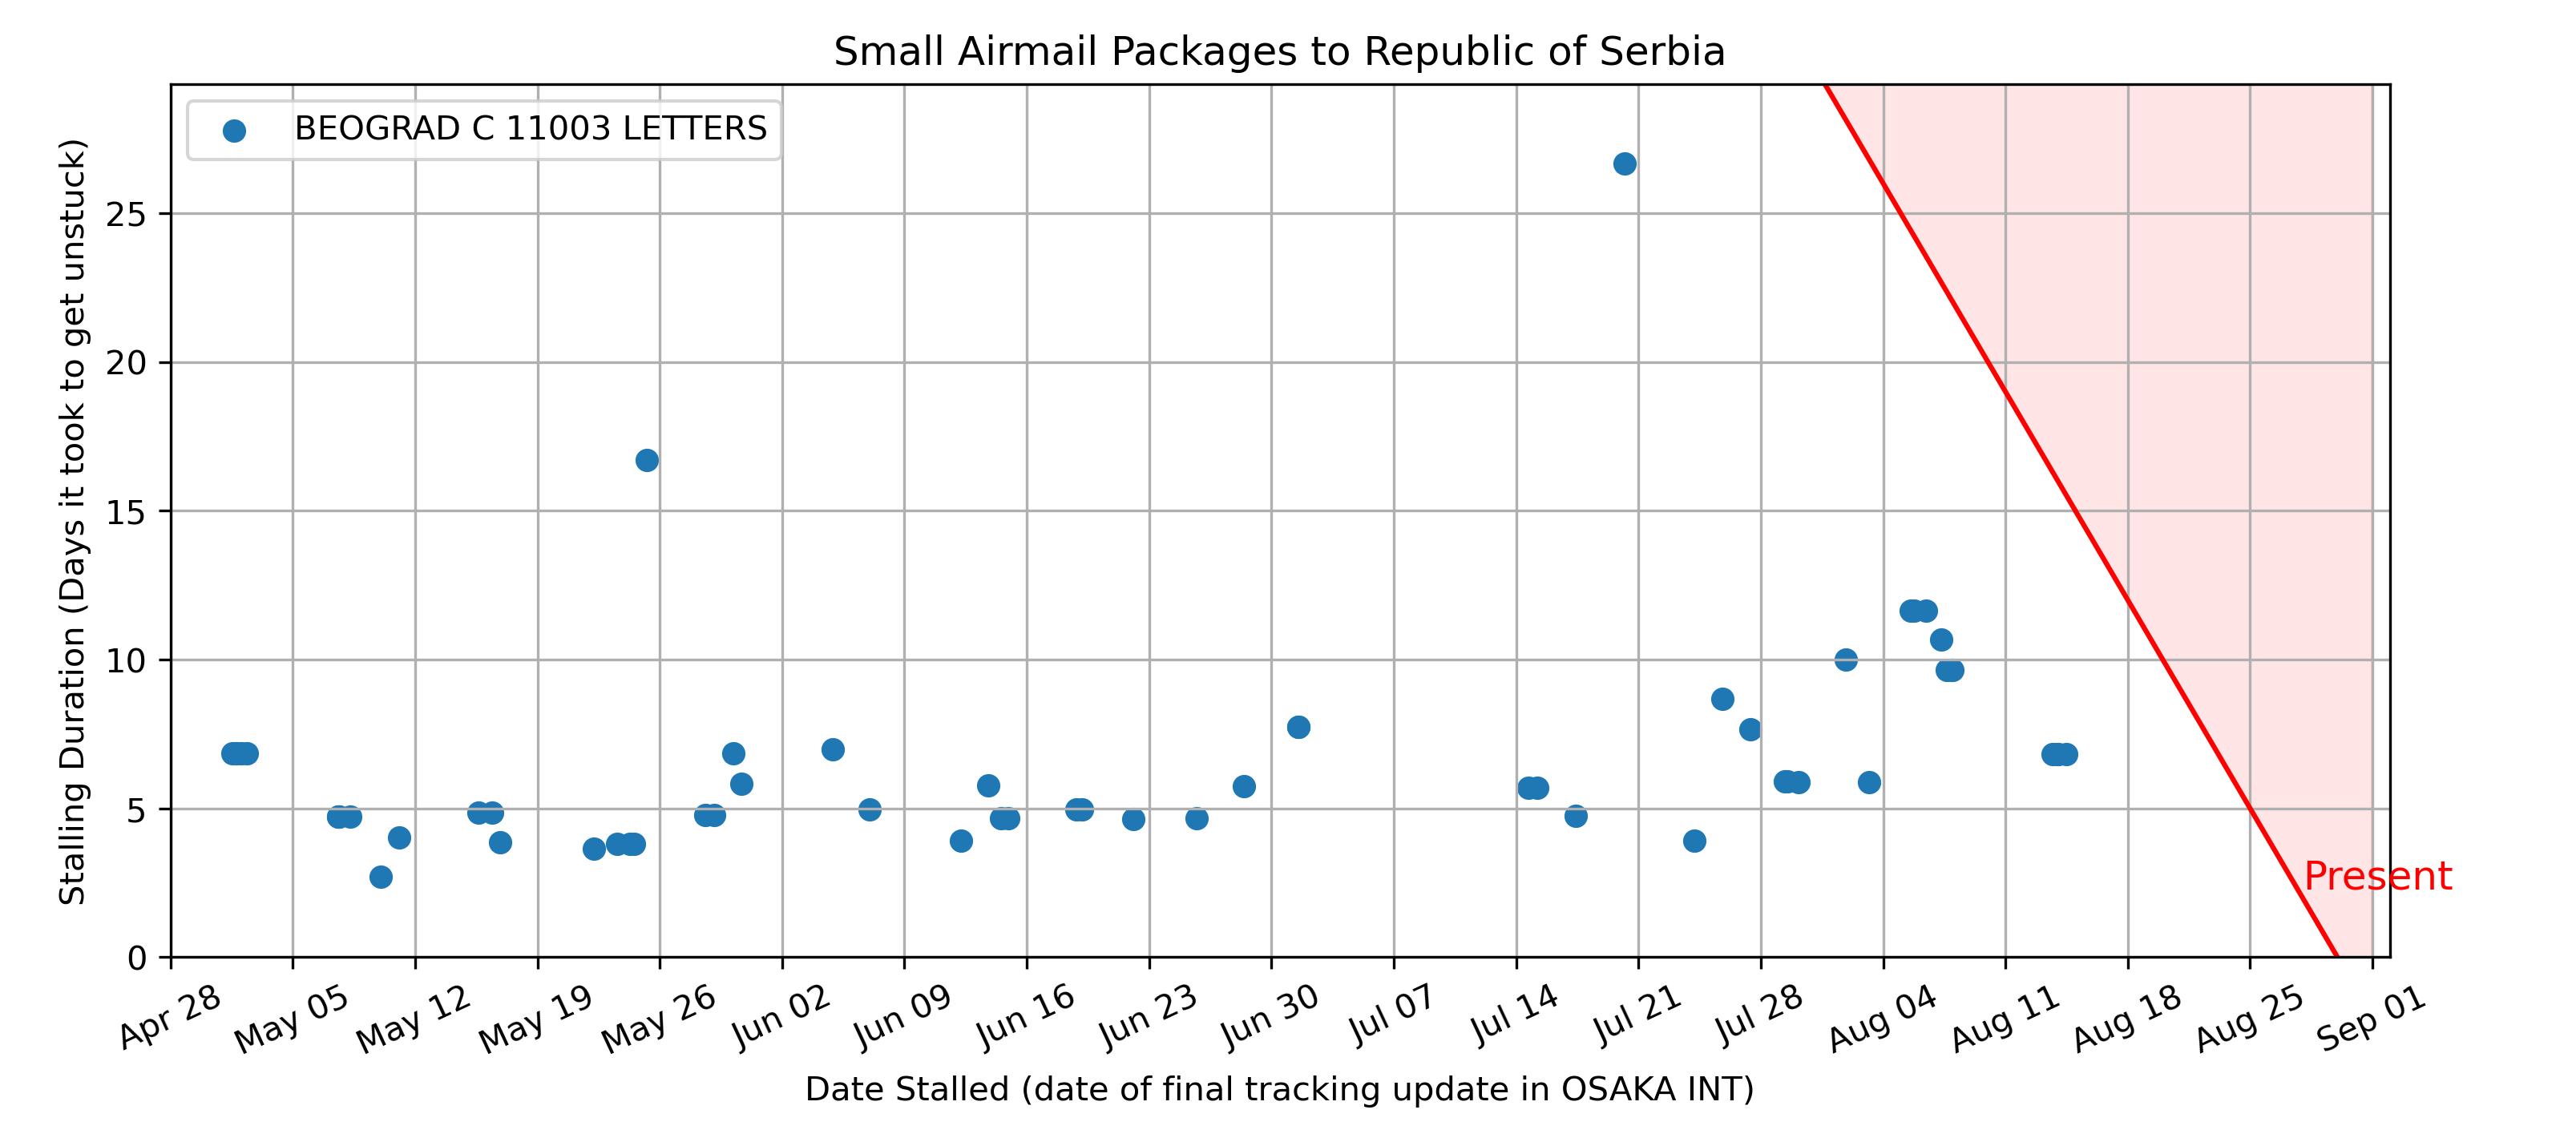 Small Airmail Packages to Republic of Serbia
BEOGRAD C 11003 LETTERS
Stalling Duration (Days it took to get unstuck)
25
20
15
10
5
0
Present
Apr 28
May 05
May 12
May 19
May 26
Jun 02
Jun 09
Jun 16
Jun 23
Jun 30
Jul 07
Jul 14
Jul 21
Jul 28
Aug 04
Aug 11
Aug 18
Aug 25
Sep 01
Date Stalled (date of final tracking update in OSAKA INT)